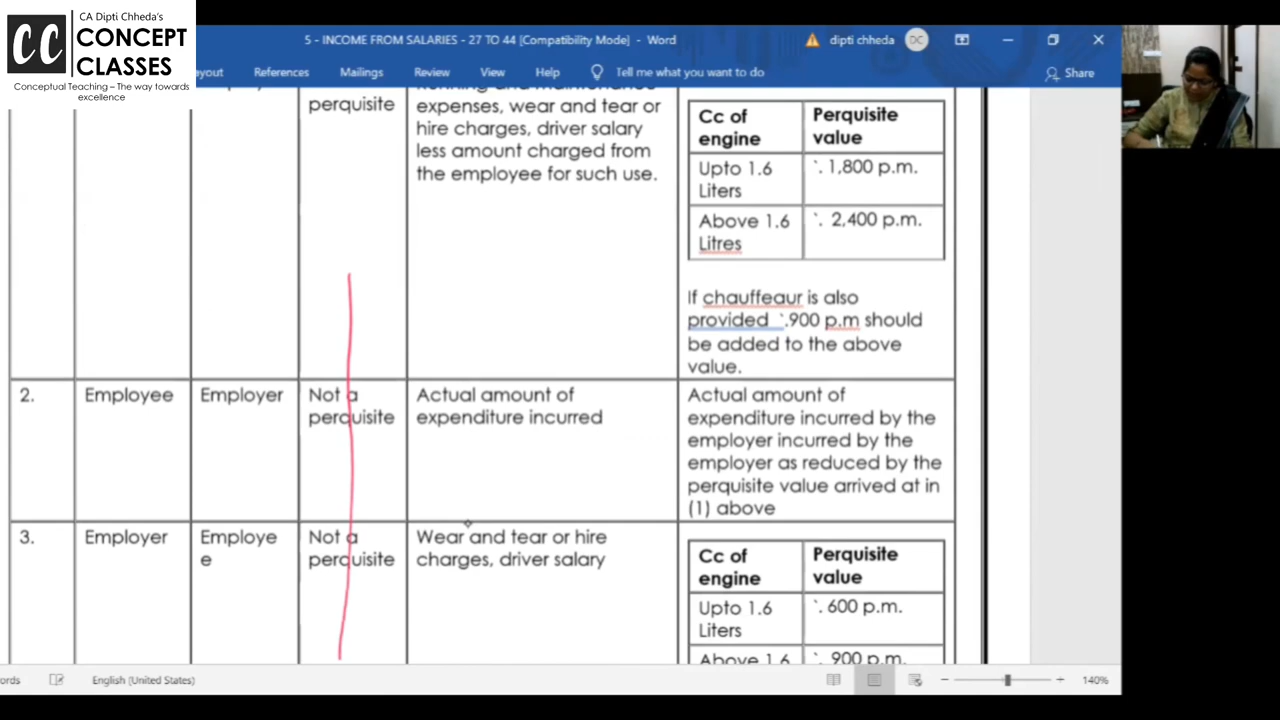 CA Dipti Chheda's
CC CONCEPT
CLASSES
Conceptual Teaching – The way towards
excellence
5 - INCOME FROM SALARIES - 27 TO 44 [Compatibility Mode] - Word
dipti chheda
DC
ayout References Mailings Review View Help Tell me what you want to do
Share
perquisite
expenses, wear and tear or
hire charges, driver salary
less amount charged from
the employee for such use.
Cc of
engine
Perquisite
value
Upto 1.6
Liters
`. 1,800 p.m.
Above 1.6
Litres
`. 2,400 p.m.
If chauffeaur is also
provided `.900 p.m should
be added to the above
value.
2.
Employee
Employer
Not a
perquisite
Actual amount of
expenditure incurred
Actual amount of
expenditure incurred by the
employer incurred by the
employer as reduced by the
perquisite value arrived at in
(1) above
3.
Employer
Employe
e
Not a
perquisite
Wear and tear or hire
charges, driver salary
Cc of
engine
Perquisite
value
Upto 1.6
Liters
`. 600 p.m.
Above 1.6
`. 900 p.m.
ords
English (United States)
140%